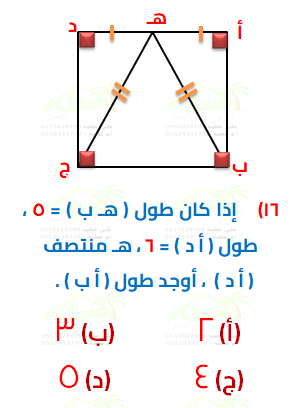 هـ
د
أ
ج
ب
١٦) إذا كان طول ( هـ ب ) = ٥ ،
طول ( أ د ) = ٦ ، هـ منتصف
( أ د ) ، أوجد طول ( أ ب ) .
(أ) ٢ (ب) ٣
(ج) ٤ (د) ٥